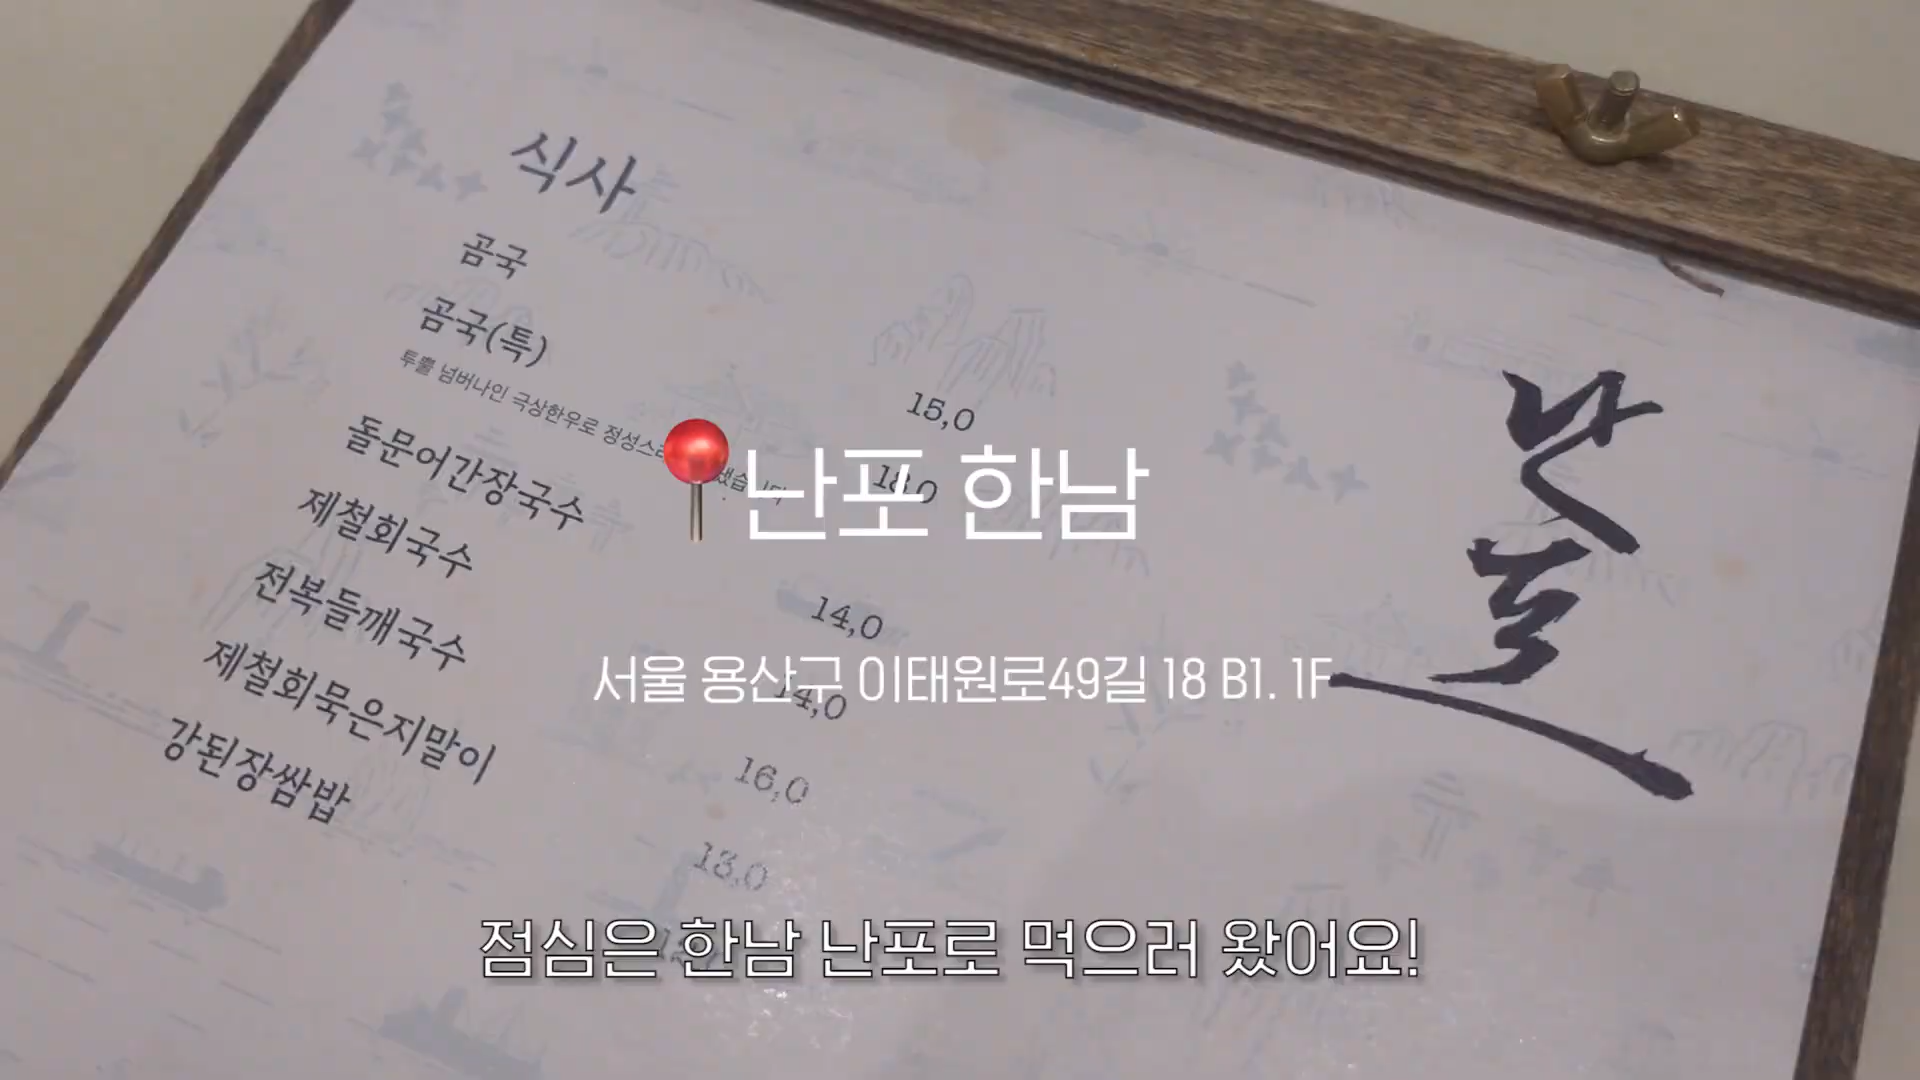 식사
곰국
15,0
곰국(특)
18,0
투뿔 넘버나인 극상한우로
돌문어간장국수
14,0
제철회국수
14,0
전복들깨국수
16,0
제철회묵은지말이
13,0
강된장쌈밥
난포
📍난포 한남
서울 용산구 이태원로49길 18 B1. 1F
점심은 한남 난포로 먹으러 왔어요!